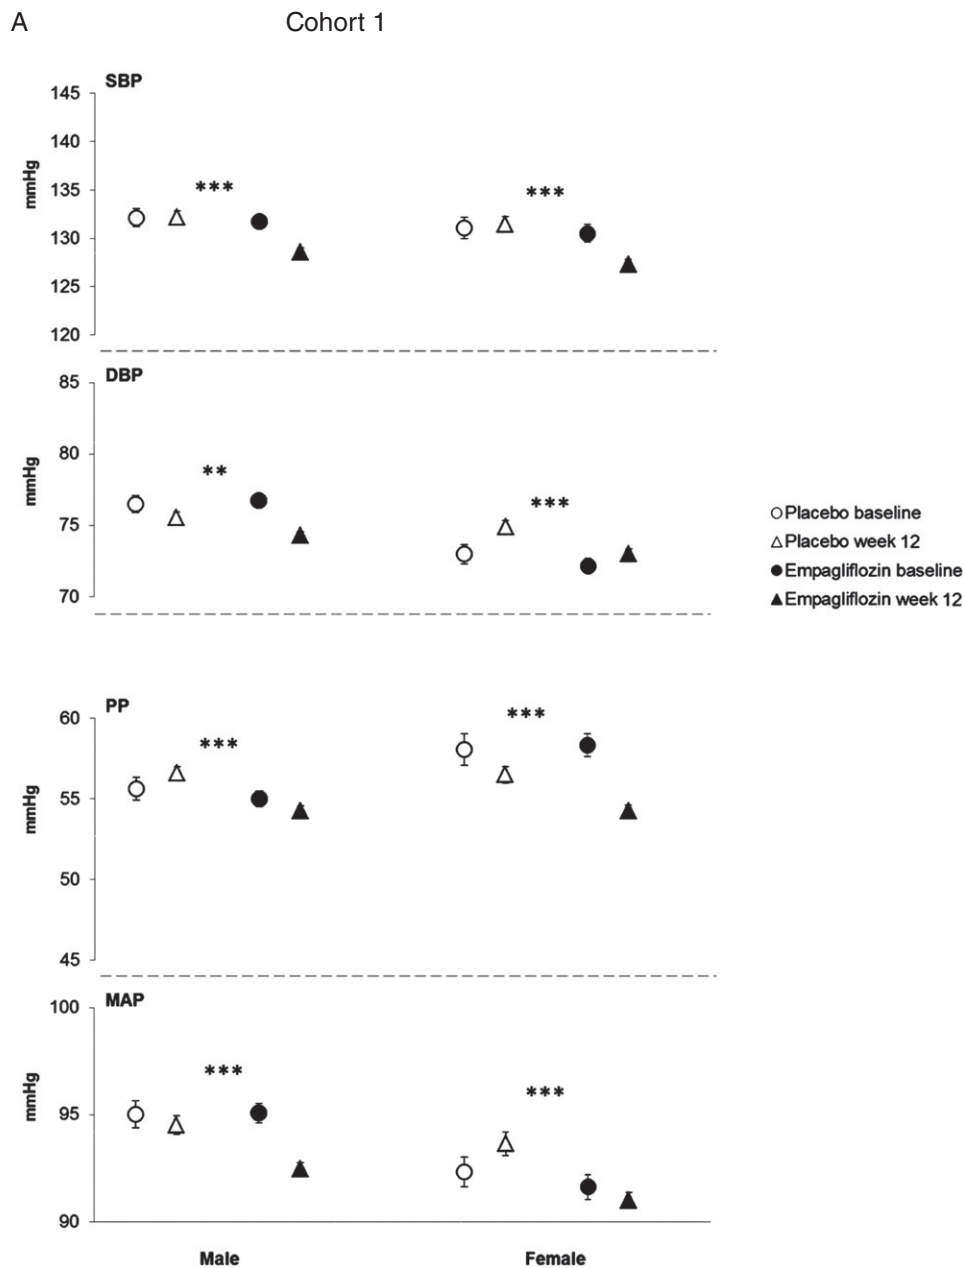 A Cohort 1
SBP
145
140
135
130
125
120
mmHg
***
***
DBP
85
80
75
70
mmHg
**
***
Placebo baseline
Placebo week 12
Empagliflozin baseline
Empagliflozin week 12
PP
60
55
50
45
mmHg
***
***
MAP
100
95
90
mmHg
***
***
Male Female